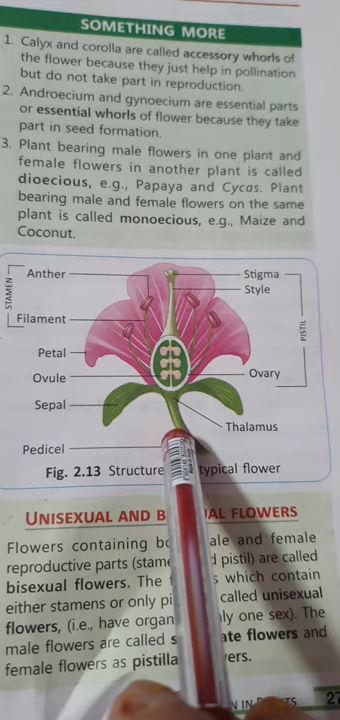 SOMETHING MORE
1. Calyx and corolla are called accessory whorls of
the flower because they just help in pollination
but do not take part in reproduction.
2. Androecium and gynoecium are essential parts
or essential whorls of flower because they take
part in seed formation.
3. Plant bearing male flowers in one plant and
female flowers in another plant is called
dioecious, e.g., Papaya and Cycas. Plant
bearing male and female flowers on the same
plant is called monoecious, e.g., Maize and
Coconut.
STAMEN
Anther
Filament
Petal
Ovule
Sepal
Pedicel
Stigma
Style
PISTIL
Ovary
Thalamus
Fig. 2.13 Structure typical flower
UNISEXUAL AND FLOWERS
Flowers containing ale and female
reproductive parts (stame pistil) are called
bisexual flowers. The which contain
either stamens or only pi called unisexual
flowers, (i.e., have organ ly one sex). The
male flowers are called s ate flowers and
female flowers as pistilla ers.